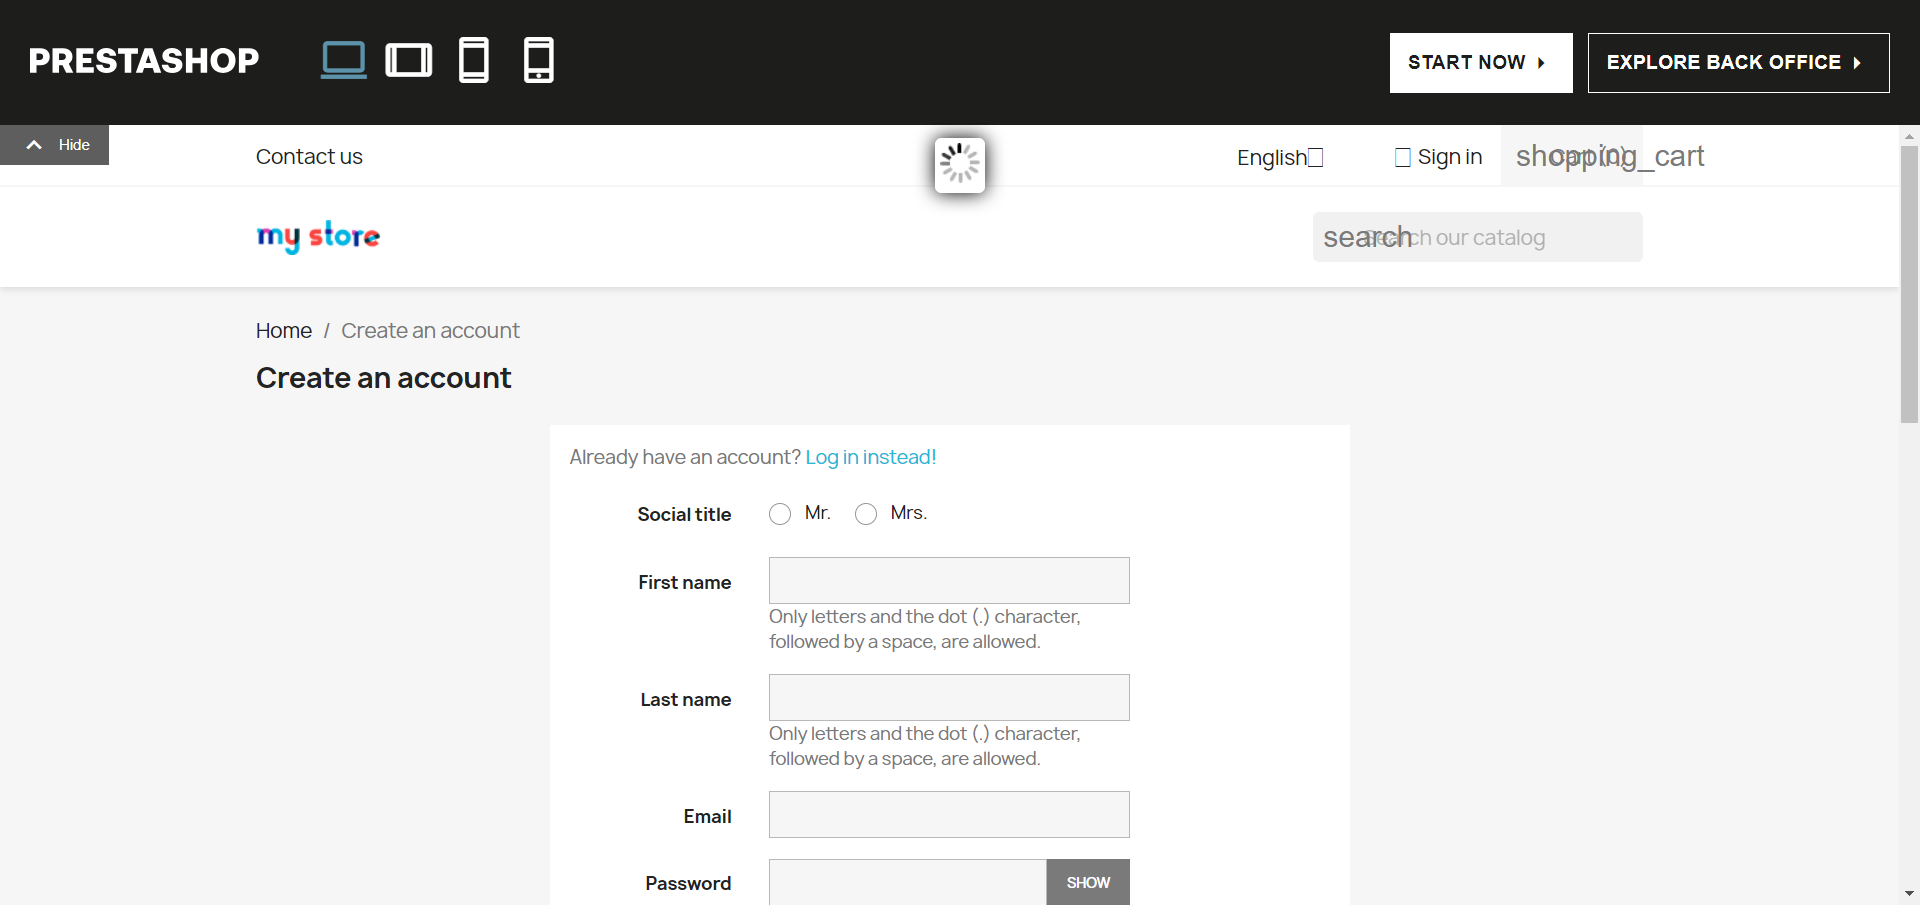 PRESTASHOP
START NOW
EXPLORE BACK OFFICE
Hide
Contact us
English
Sign in
shopping_cart
Cart (0)
my store
search
Search our catalog
Home / Create an account
Create an account
Already have an account? Log in instead!
Social title
Mr.
Mrs.
First name
Only letters and the dot (.) character,
followed by a space, are allowed.
Last name
Only letters and the dot (.) character,
followed by a space, are allowed.
Email
Password
SHOW